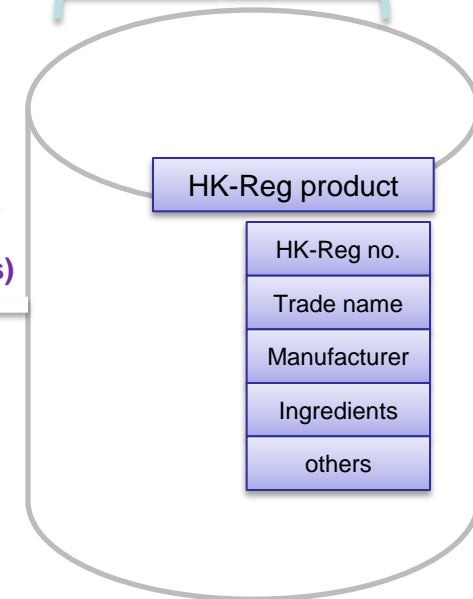 HK-Reg product
s)
HK-Reg no.
Trade name
Manufacturer
Ingredients
others